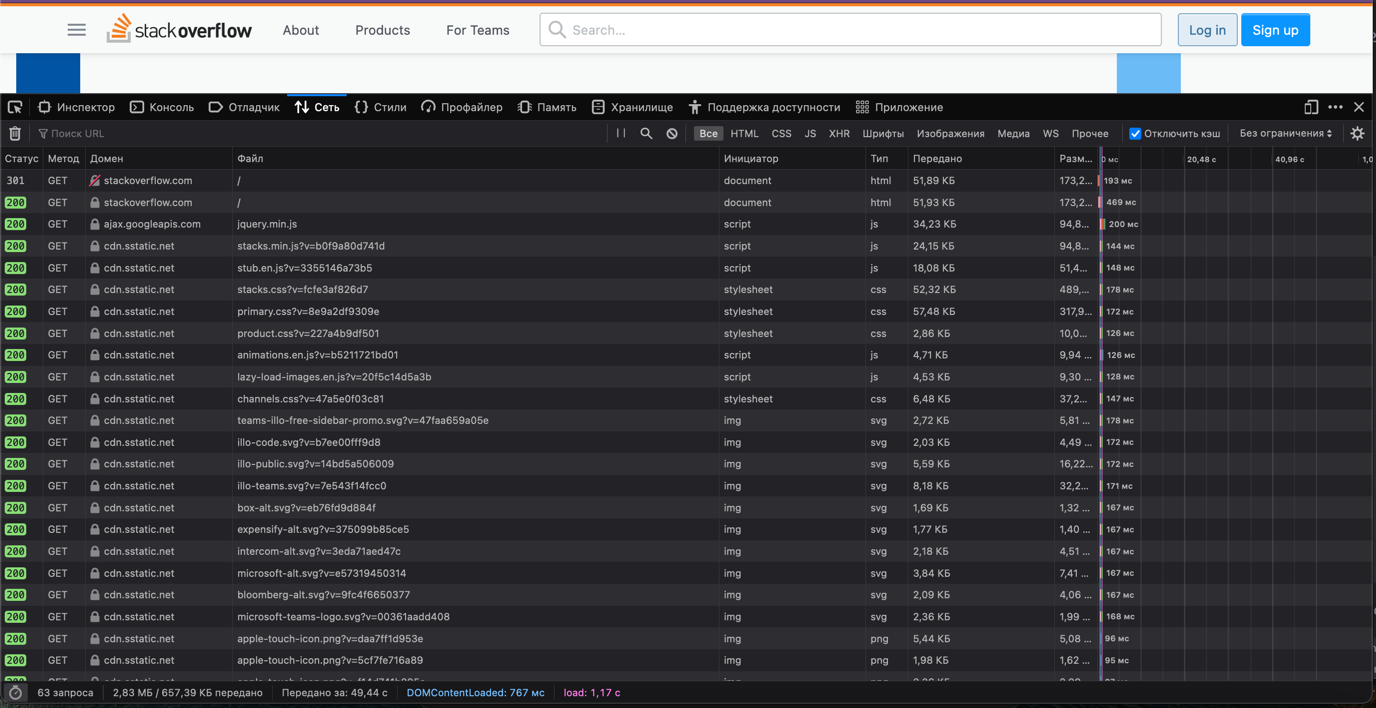 stackoverflow About Products For Teams Search... Log in Sign up
Инспектор Консоль Отладчик Сеть Стили Профайлер Память Хранилище Поддержка доступности Приложение
Поиск URL Все HTML CSS JS XHR Шрифты Изображения Медиа WS Прочее Отключить кэш Без ограничения
Статус Метод Домен Файл Инициатор Тип Передано Разм... 0 мс 20,48 с 40,96 с 1,0
301 GET stackoverflow.com / document html 51,89 КБ 173,2... 193 мс
200 GET stackoverflow.com / document html 51,93 КБ 173,2... 469 мс
200 GET ajax.googleapis.com jquery.min.js script js 34,23 КБ 94,8... 200 мс
200 GET cdn.sstatic.net stacks.min.js?v=b0f9a80d741d script js 24,15 КБ 94,8... 144 мс
200 GET cdn.sstatic.net stub.en.js?v=3355146a73b5 script js 18,08 КБ 51,4... 148 мс
200 GET cdn.sstatic.net stacks.css?v=fcfe3af826d7 stylesheet css 52,32 КБ 489,... 178 мс
200 GET cdn.sstatic.net primary.css?v=8e9a2df9309e stylesheet css 57,48 КБ 317,9... 172 мс
200 GET cdn.sstatic.net product.css?v=227a4b9df501 stylesheet css 2,86 КБ 10,0... 126 мс
200 GET cdn.sstatic.net animations.en.js?v=b5211721bd01 script js 4,71 КБ 9,94 ... 126 мс
200 GET cdn.sstatic.net lazy-load-images.en.js?v=20f5c14d5a3b script js 4,53 КБ 9,30 ... 128 мс
200 GET cdn.sstatic.net channels.css?v=47a5e0f03c81 stylesheet css 6,48 КБ 37,2... 147 мс
200 GET cdn.sstatic.net teams-illo-free-sidebar-promo.svg?v=47faa659a05e img svg 2,72 КБ 5,81 ... 178 мс
200 GET cdn.sstatic.net illo-code.svg?v=b7ee00fff9d8 img svg 2,03 КБ 4,49 ... 172 мс
200 GET cdn.sstatic.net illo-public.svg?v=14bd5a506009 img svg 5,59 КБ 16,22... 172 мс
200 GET cdn.sstatic.net illo-teams.svg?v=7e543f14fcc0 img svg 8,18 КБ 32,2... 171 мс
200 GET cdn.sstatic.net box-alt.svg?v=eb76fd9d884f img svg 1,69 КБ 1,32 ... 167 мс
200 GET cdn.sstatic.net expensify-alt.svg?v=375099b85ce5 img svg 1,77 КБ 1,40 ... 167 мс
200 GET cdn.sstatic.net intercom-alt.svg?v=3eda71aed47c img svg 2,18 КБ 4,51 ... 167 мс
200 GET cdn.sstatic.net microsoft-alt.svg?v=e57319450314 img svg 3,84 КБ 7,41 ... 167 мс
200 GET cdn.sstatic.net bloomberg-alt.svg?v=9fc4f6650377 img svg 2,09 КБ 4,06 ... 167 мс
200 GET cdn.sstatic.net microsoft-teams-logo.svg?v=00361aadd408 img svg 2,36 КБ 1,99 ... 168 мс
200 GET cdn.sstatic.net apple-touch-icon.png?v=daa7ff1d953e img png 5,44 КБ 5,08 ... 96 мс
200 GET cdn.sstatic.net apple-touch-icon.png?v=5cf7fe716a89 img png 1,98 КБ 1,62 ... 95 мс
63 запроса 2,83 МБ / 657,39 КБ передано Передано за: 49,44 с DOMContentLoaded: 767 мс load: 1,17 с